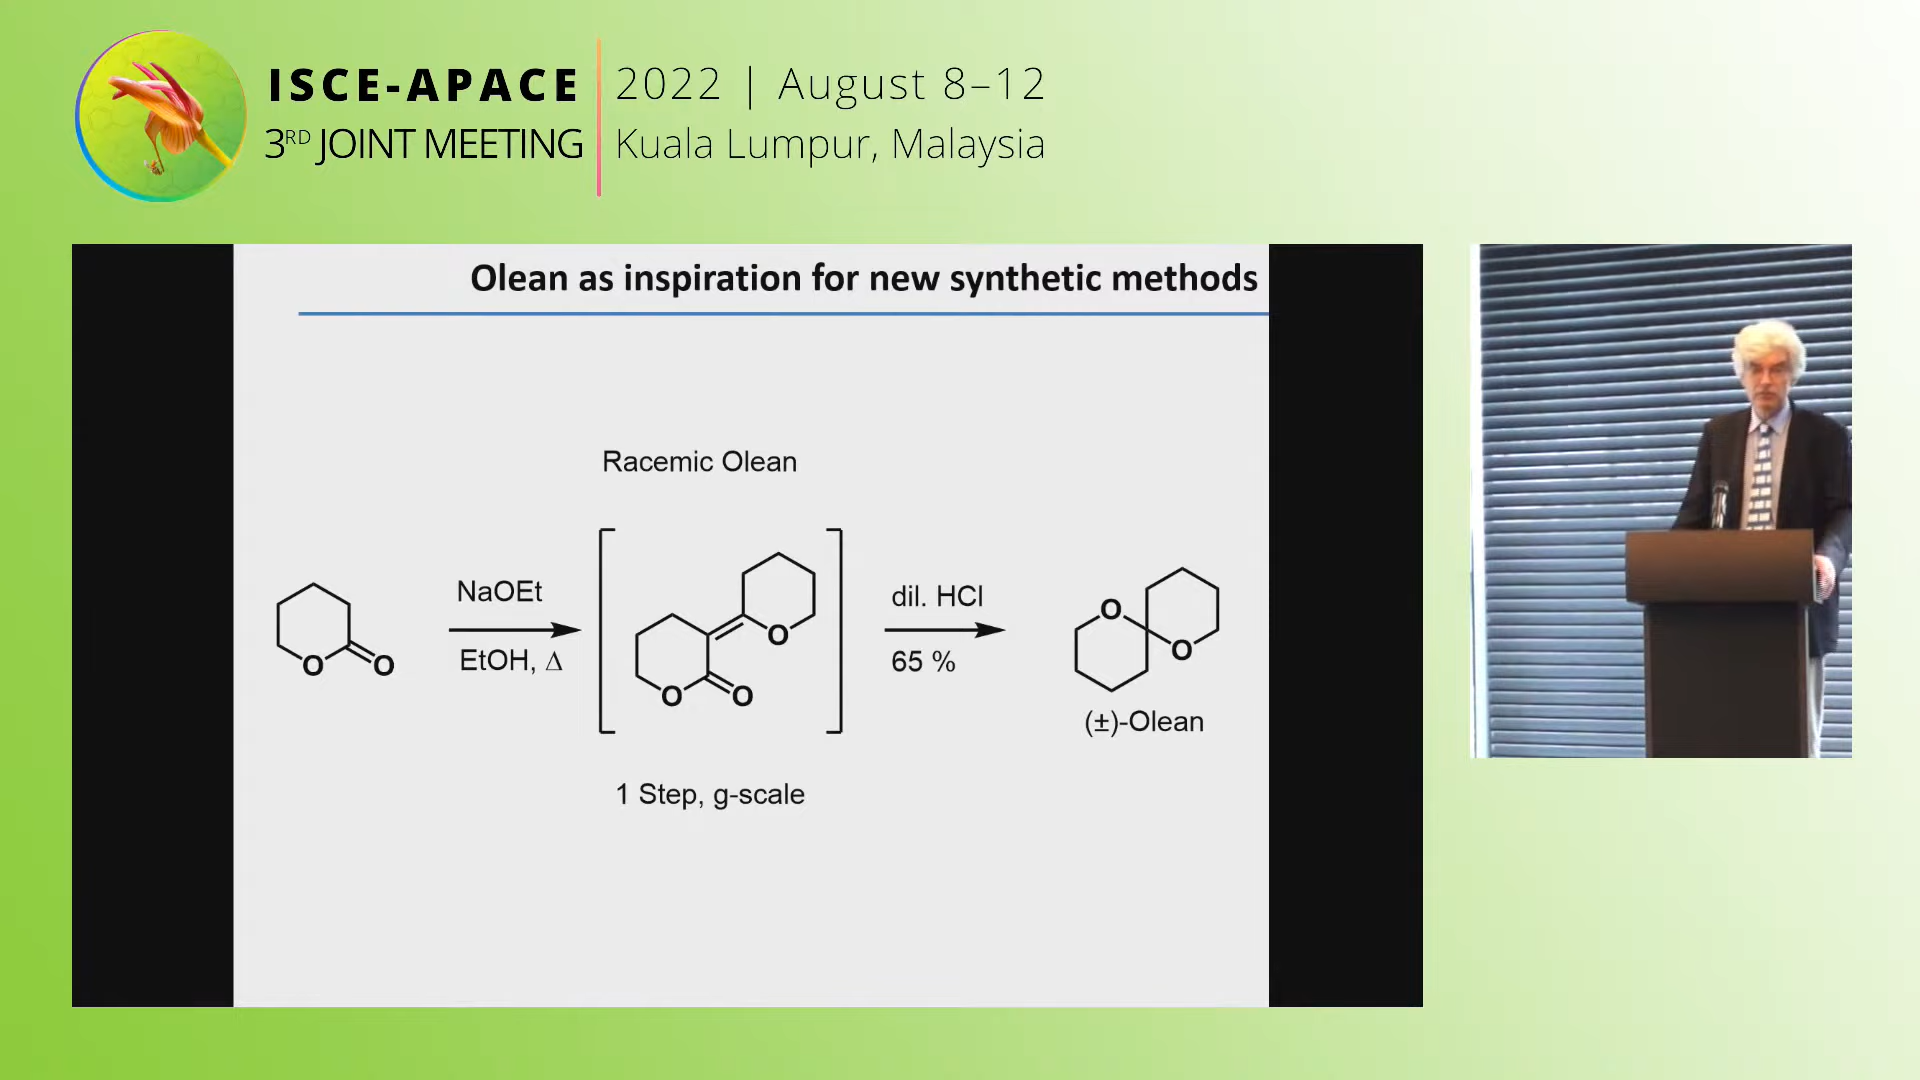 ISCE-APACE
3RD JOINT MEETING
2022 | August 8–12
Kuala Lumpur, Malaysia
Olean as inspiration for new synthetic methods
Racemic Olean
NaOEt
EtOH, Δ
O
O
O
O
O
dil. HCl
65 %
O
O
(±)-Olean
1 Step, g-scale